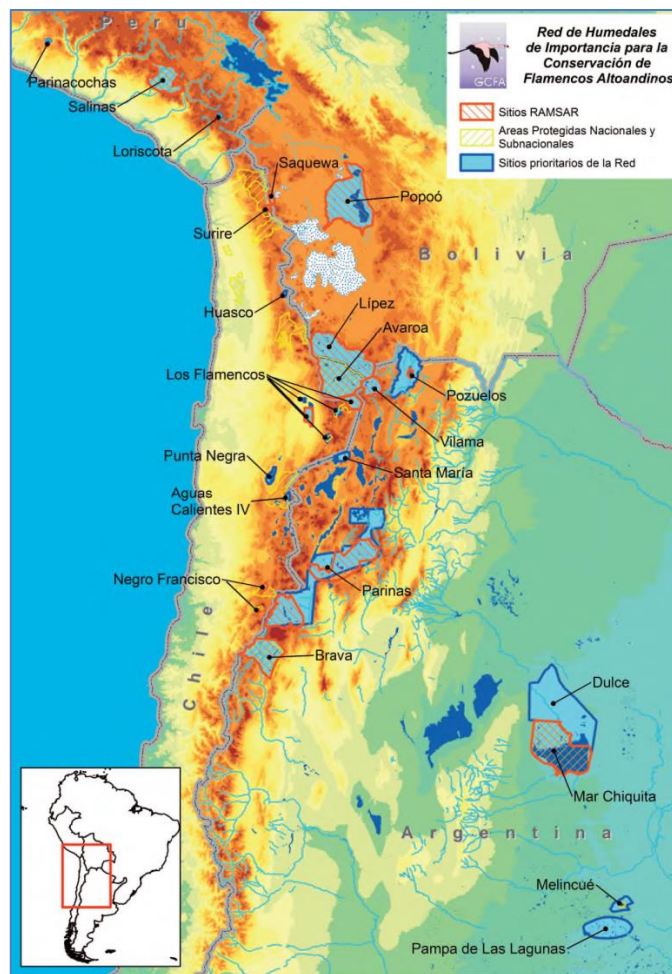 Red de Humedales
de Importancia para la
Conservación de
Flamencos Altoandinos
GCFA
Sitios RAMSAR
Areas Protegidas Nacionales y
Subnacionales
Sitios prioritarios de la Red
Peru
Parinacochas
Salinas
Loriscota
Saquewa
Popoó
Surire
Bolivia
Huasco
Lípez
Avaroa
Los Flamencos
Pozuelos
Vilama
Punta Negra
Santa María
Aguas
Calientes IV
Negro Francisco
Parinas
Chile
Brava
Dulce
Mar Chiquita
Argentina
Melincué
Pampa de Las Lagunas